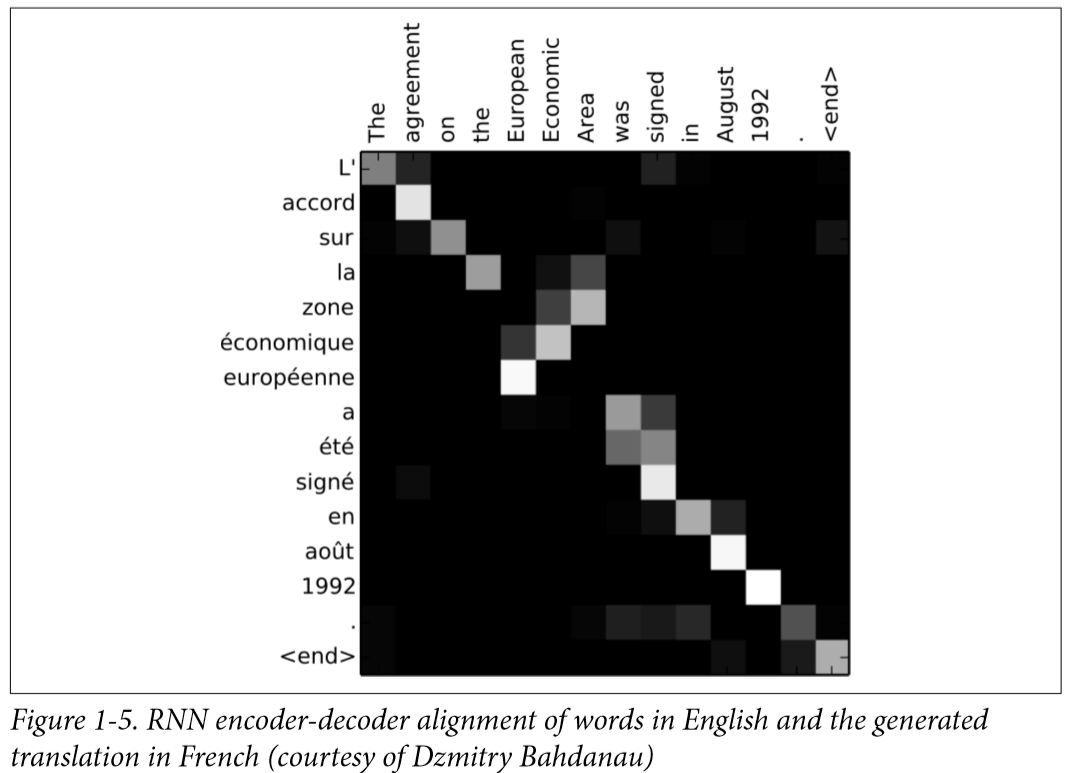 The
agreement
on
the
European
Economic
Area
was
signed
in
August
1992
.
<end>
L'
accord
sur
la
zone
économique
européenne
a
été
signé
en
août
1992
.
<end>
Figure 1-5. RNN encoder-decoder alignment of words in English and the generated
translation in French (courtesy of Dzmitry Bahdanau)